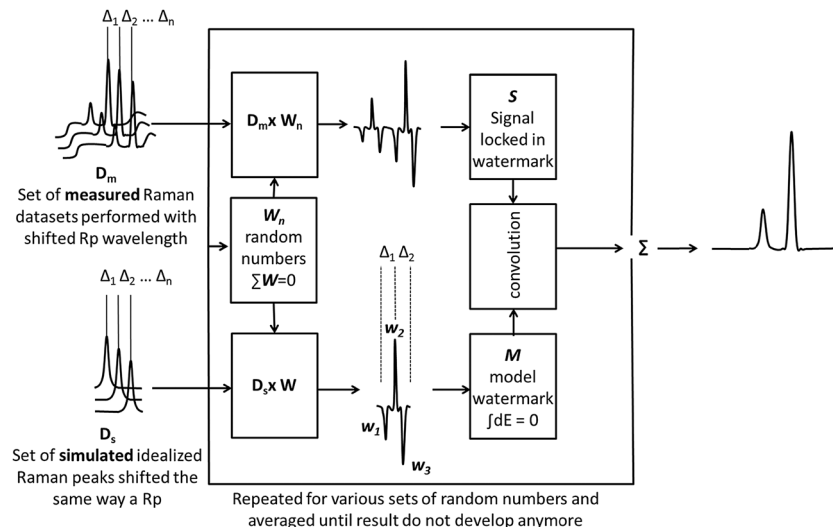 Δ1 Δ2 ... Δn
Dm
Set of measured Raman
datasets performed with
shifted Rp wavelength
Δ1 Δ2 ... Δn
Ds
Set of simulated idealized
Raman peaks shifted the
same way a Rp
Dmx Wn
Wn
random
numbers
∑W=0
Dsx W
Δ1 Δ2
w2
w1
w3
S
Signal
locked in
watermark
convolution
M
model
watermark
∫dE = 0
Σ
Repeated for various sets of random numbers and
averaged until result do not develop anymore